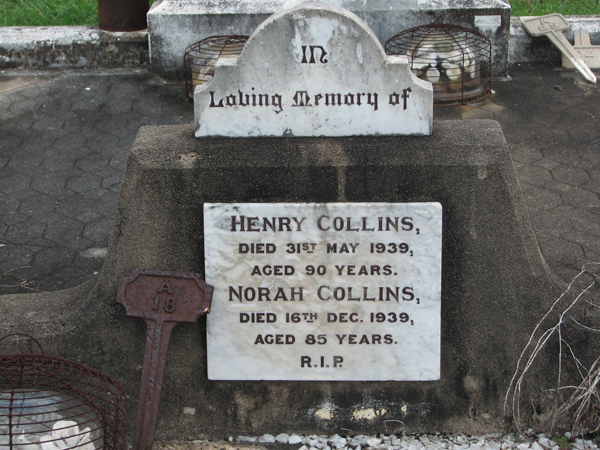 IN
Loving Memory of
HENRY COLLINS,
DIED 31ST MAY 1939,
AGED 90 YEARS.
NORAH COLLINS,
DIED 16TH DEC. 1939,
AGED 85 YEARS.
R.I.P.
A
18